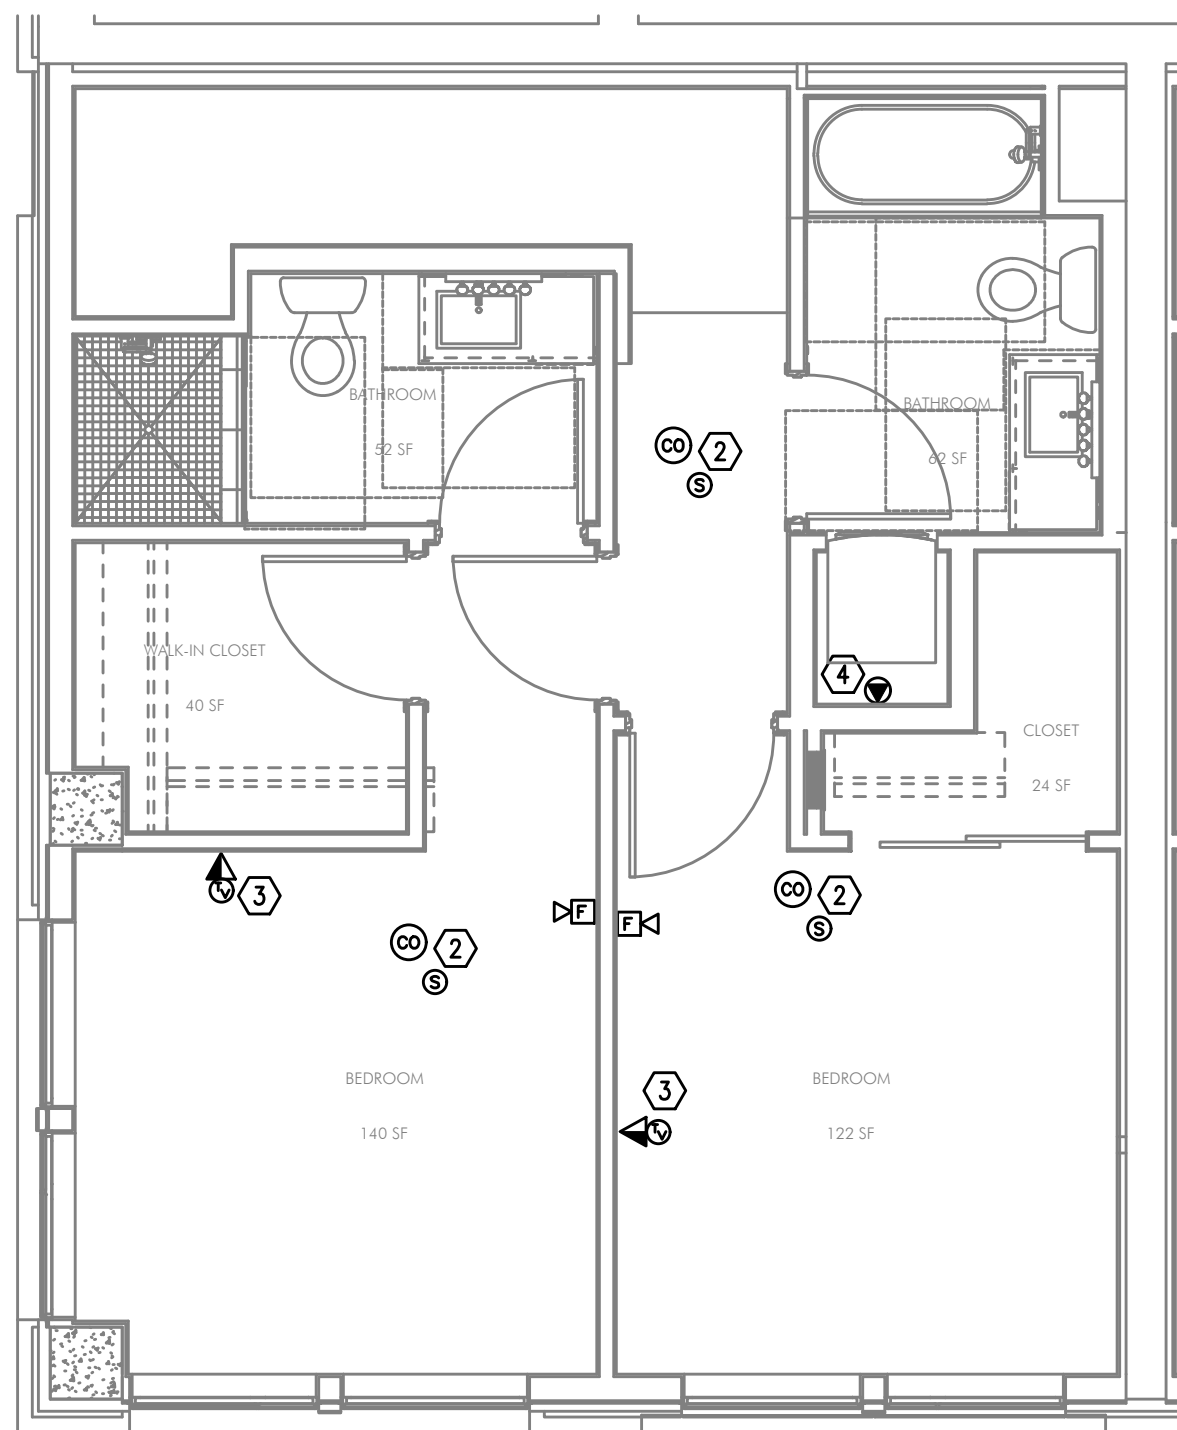 BATHROOM
52 SF
BATHROOM
62 SF
CO
2
S
WALK-IN CLOSET
40 SF
4
CLOSET
24 SF
TV
3
CO
2
S
F
F
CO
2
S
BEDROOM
140 SF
3
TV
BEDROOM
122 SF